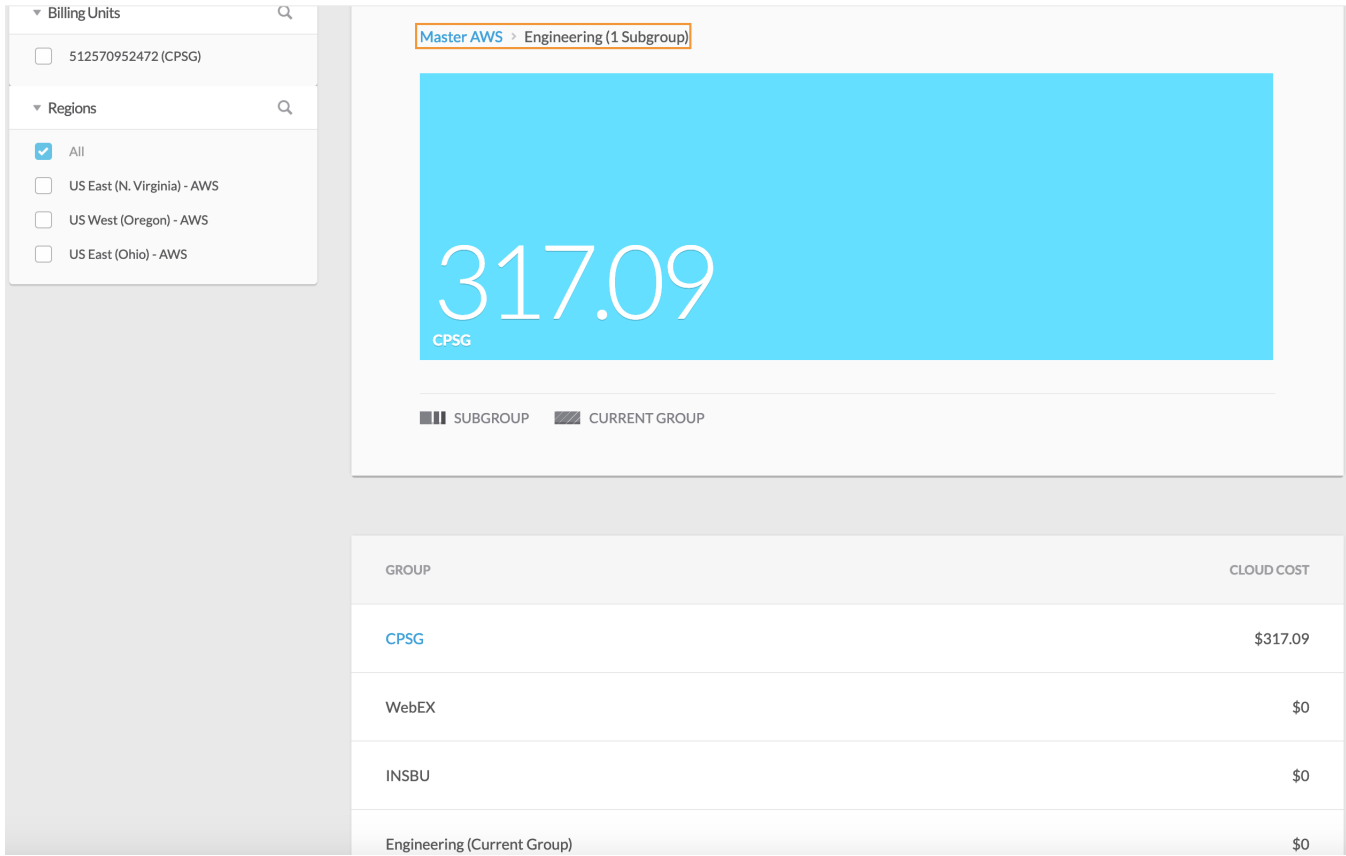 Billing Units
512570952472 (CPSG)
Regions
All
US East (N. Virginia) - AWS
US West (Oregon) - AWS
US East (Ohio) - AWS
Master AWS > Engineering (1 Subgroup)
317.09
CPSG
SUBGROUP CURRENT GROUP
GROUP CLOUD COST
CPSG $317.09
WebEX $0
INSBU $0
Engineering (Current Group) $0